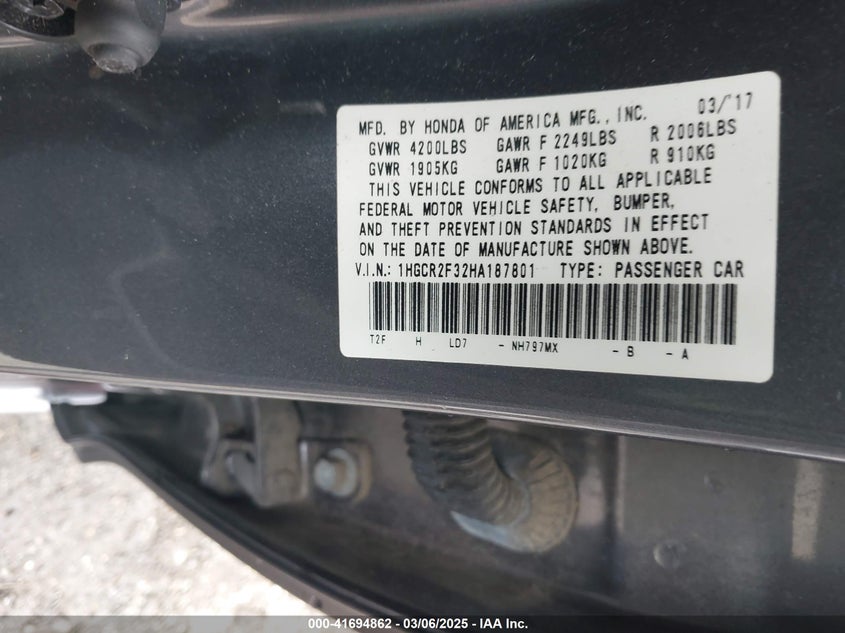 03/'17
MFD. BY HONDA OF AMERICA MFG., INC.
GVWR 4200LBS GAWR F 2249LBS R 2006LBS
GVWR 1905KG GAWR F 1020KG R 910KG
THIS VEHICLE CONFORMS TO ALL APPLICABLE
FEDERAL MOTOR VEHICLE SAFETY, BUMPER,
AND THEFT PREVENTION STANDARDS IN EFFECT
ON THE DATE OF MANUFACTURE SHOWN ABOVE.
V.I.N.: 1HGCR2F32HA187801 TYPE: PASSENGER CAR
T2F H LD7 - NH797MX - B - A
000-41694862 - 03/06/2025 - IAA Inc.